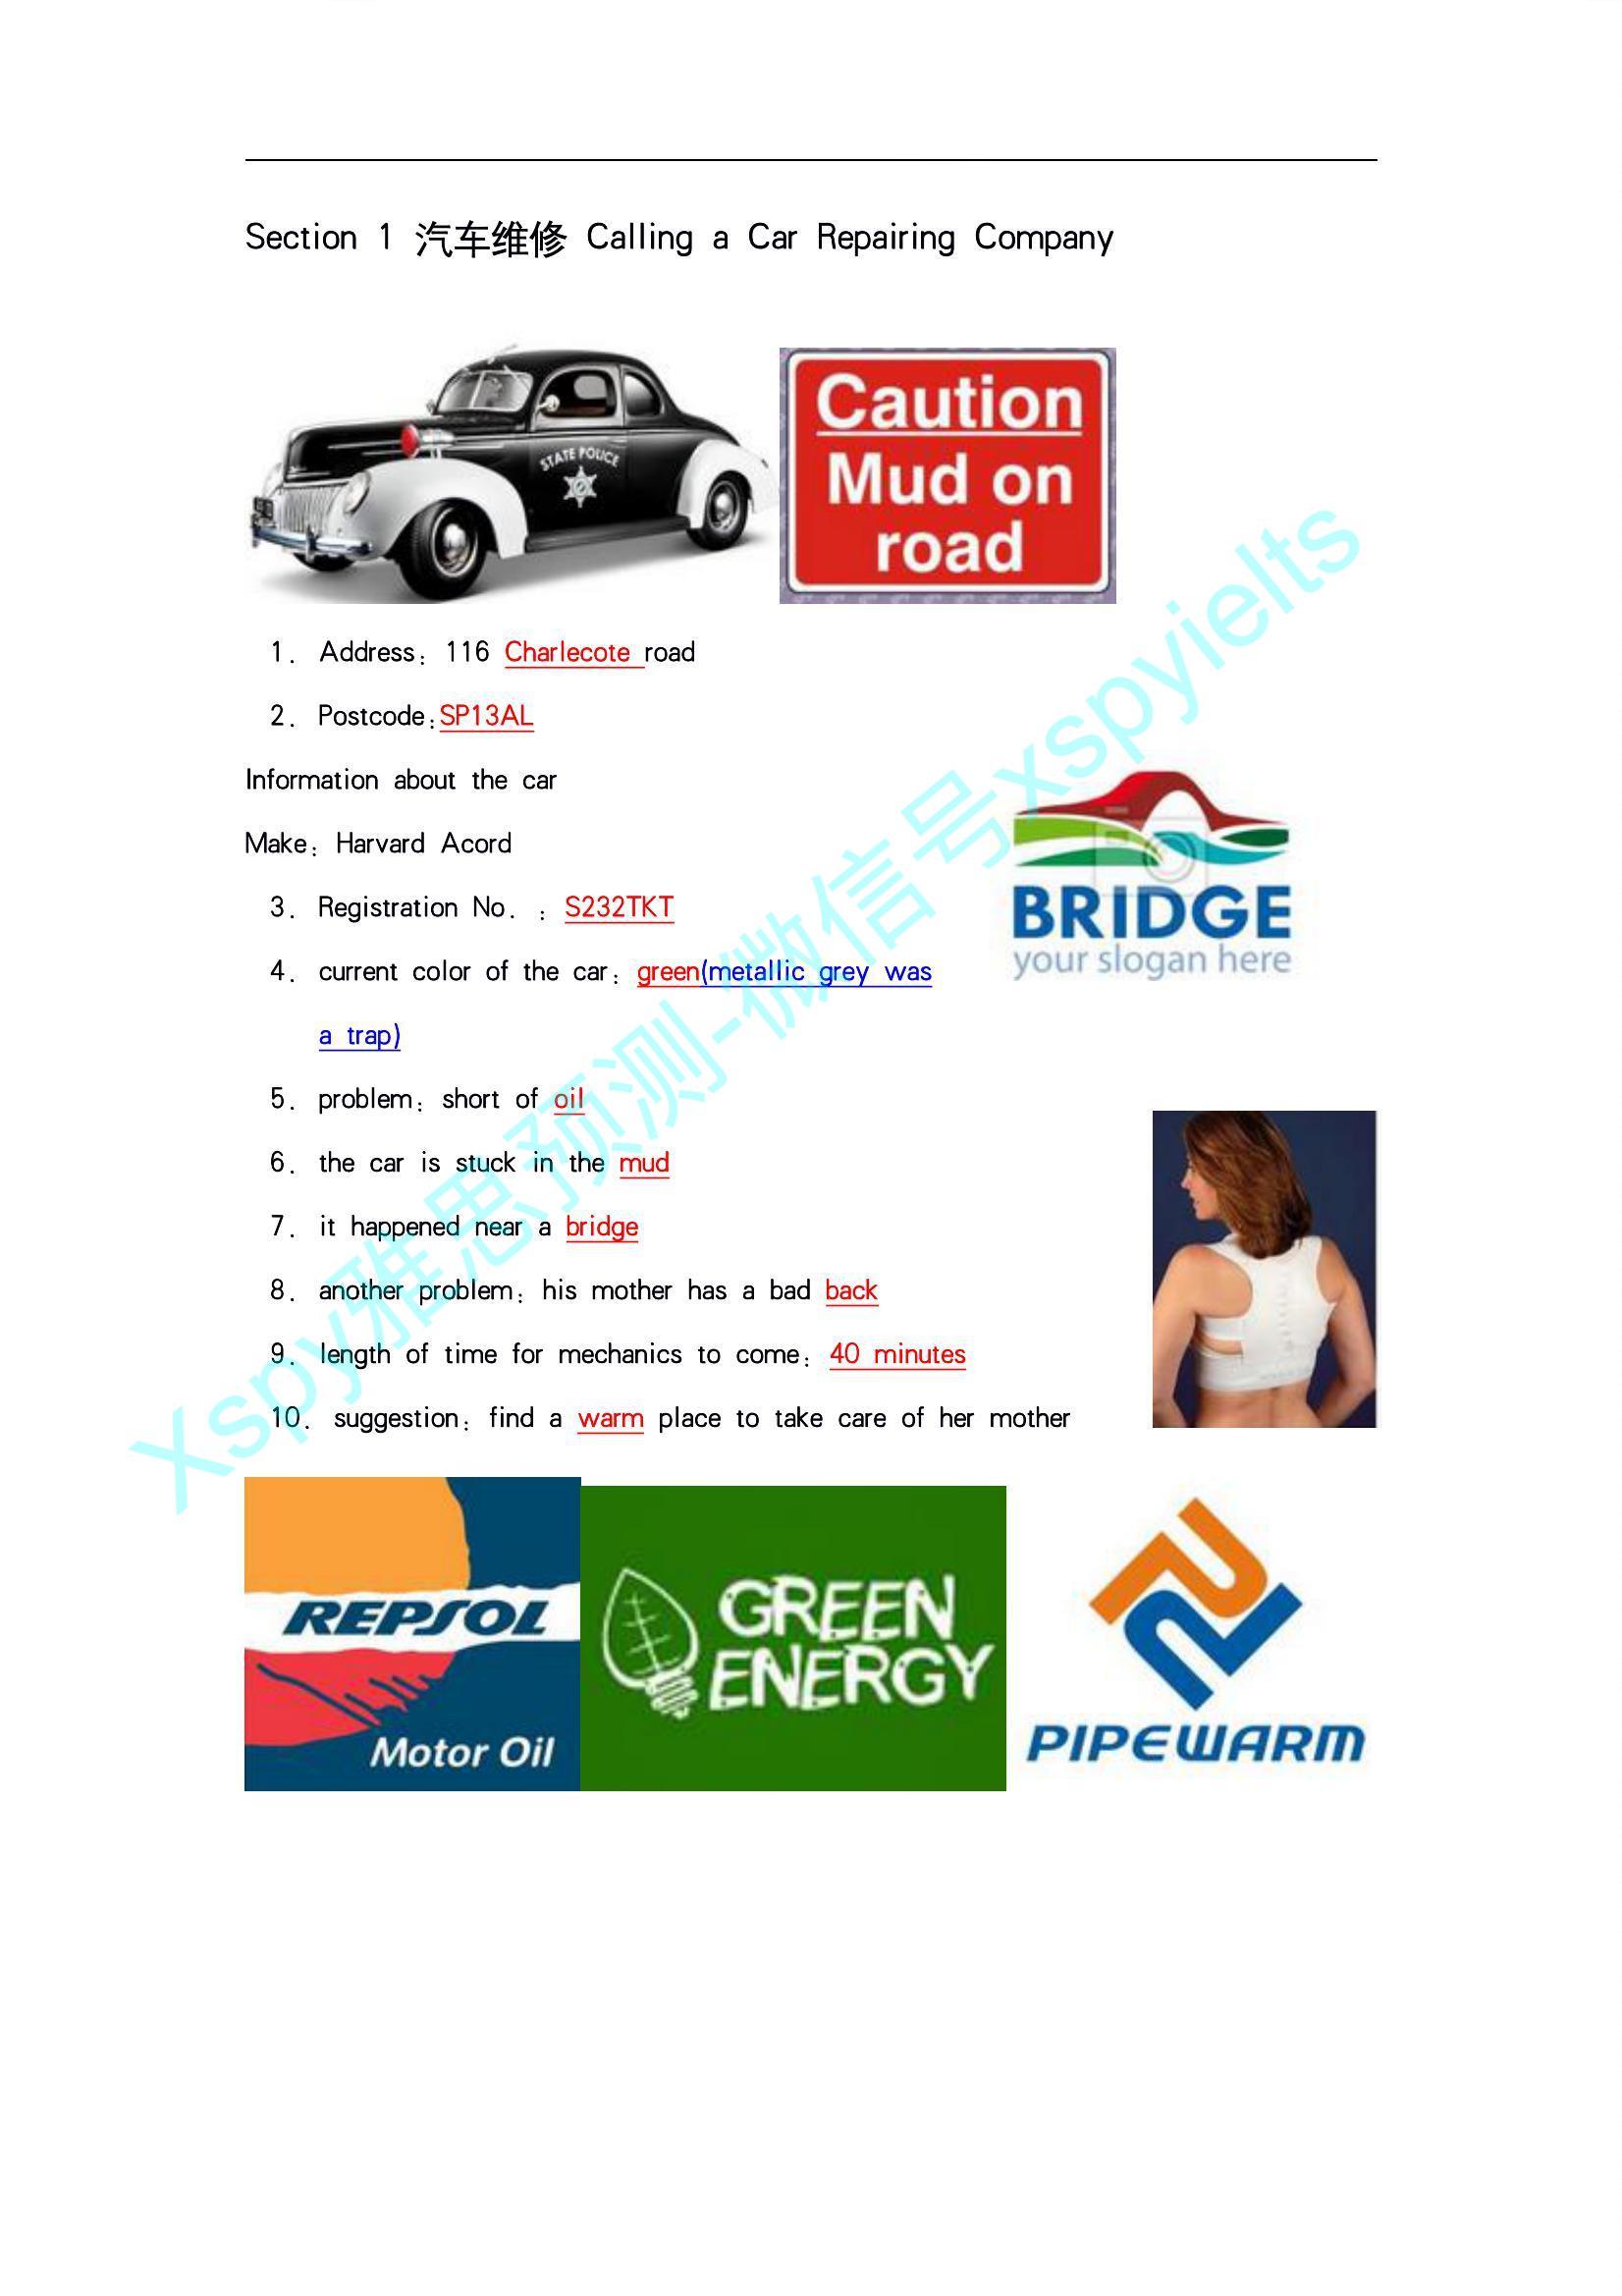 Section 1 汽车维修 Calling a Car Repairing Company
STATE POLICE
Caution
Mud on
road
1. Address: 116 Charlecote road
2. Postcode:SP13AL
Information about the car
Make: Harvard Acord
3. Registration No. : S232TKT
4. current color of the car: green(metallic grey was
a trap)
BRIDGE
your slogan here
5. problem: short of oil
6. the car is stuck in the mud
7. it happened near a bridge
8. another problem: his mother has a bad back
9. length of time for mechanics to come: 40 minutes
10. suggestion: find a warm place to take care of her mother
Xspy雅思预测-微信号xspyielts
REPSOL
Motor Oil
GREEN
ENERGY
PIPEWARM